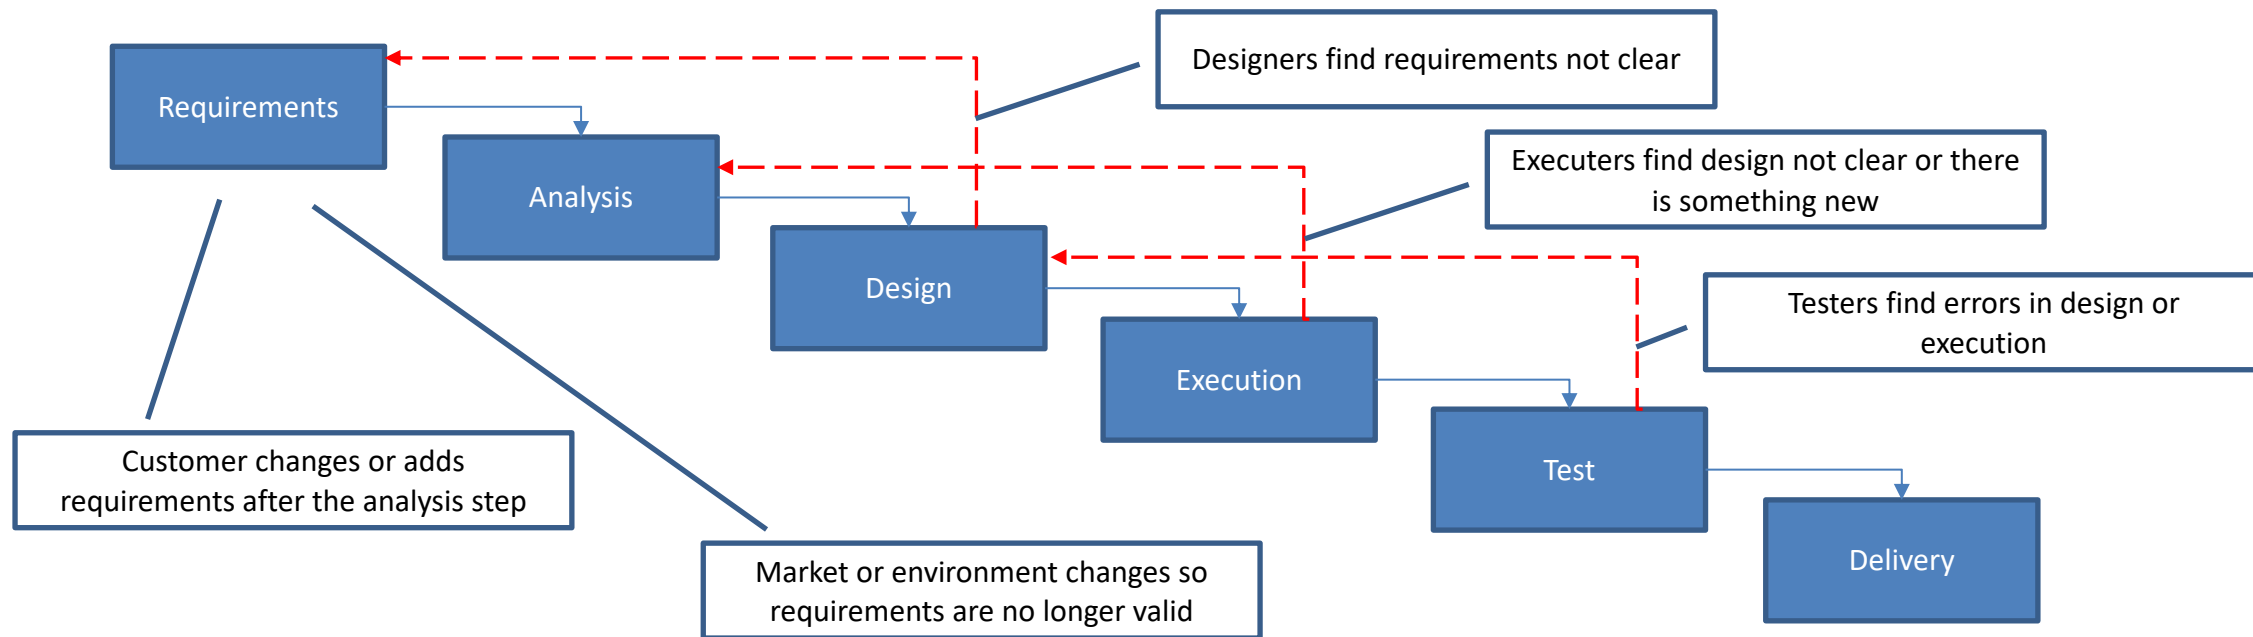 Requirements
Designers find requirements not clear
Analysis
Executers find design not clear or there
is something new
Design
Testers find errors in design or
execution
Execution
Customer changes or adds
requirements after the analysis step
Test
Market or environment changes so
requirements are no longer valid
Delivery